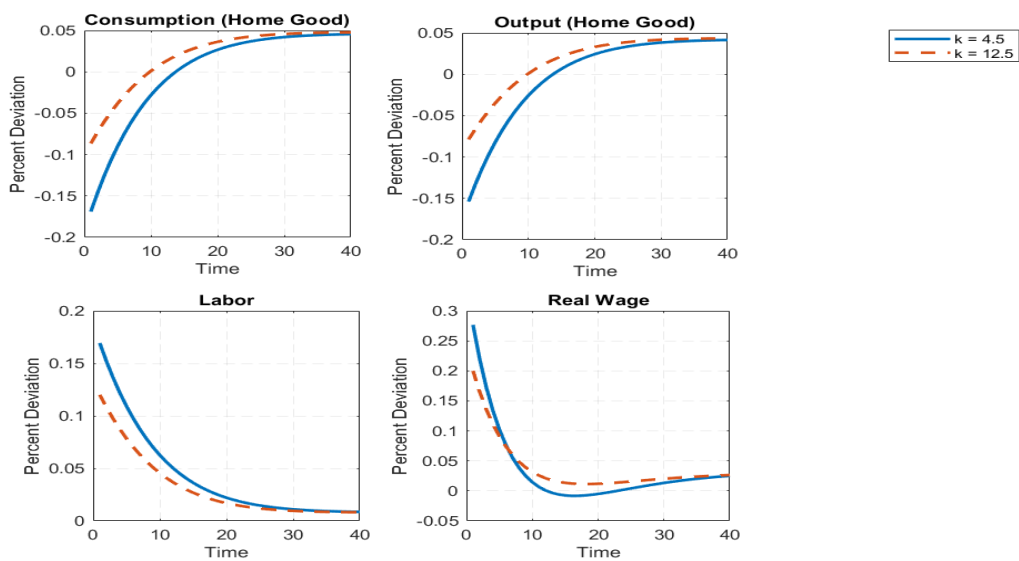 Consumption (Home Good)
0.05
0
-0.05
-0.1
-0.15
-0.2
Percent Deviation
0 10 20 30 40
Time
Output (Home Good)
0.05
0
-0.05
-0.1
-0.15
-0.2
Percent Deviation
0 10 20 30 40
Time
k = 4.5
k = 12.5
Labor
0.2
0.15
0.1
0.05
0
Percent Deviation
0 10 20 30 40
Time
Real Wage
0.3
0.25
0.2
0.15
0.1
0.05
0
-0.05
Percent Deviation
0 10 20 30 40
Time